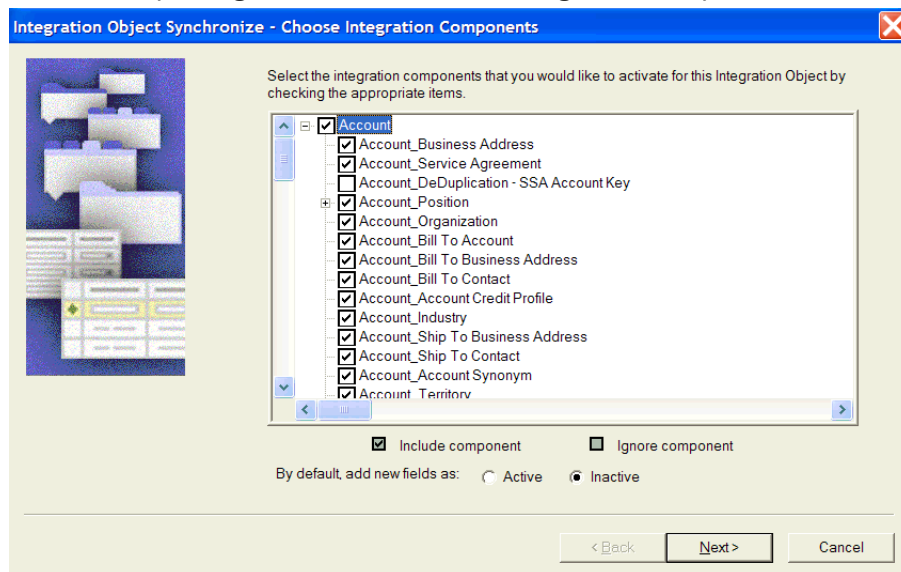 Integration Object Synchronize - Choose Integration Components
Select the integration components that you would like to activate for this Integration Object by
checking the appropriate items.
Account
Account_Business Address
Account_Service Agreement
Account_DeDuplication - SSA Account Key
Account_Position
Account_Organization
Account_Bill To Account
Account_Bill To Business Address
Account_Bill To Contact
Account_Account Credit Profile
Account_Industry
Account_Ship To Business Address
Account_Ship To Contact
Account_Account Synonym
Account_Territory
Include component Ignore component
By default, add new fields as: Active Inactive
< Back Next > Cancel